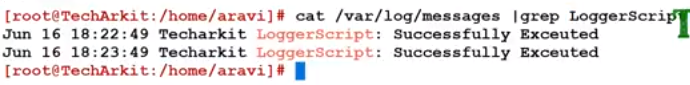 [root@TechArkit:/home/aravi]# cat /var/log/messages |grep LoggerScript
Jun 16 18:22:49 Techarkit LoggerScript: Successfully Exceuted
Jun 16 18:23:49 Techarkit LoggerScript: Successfully Exceuted
[root@TechArkit:/home/aravi]#